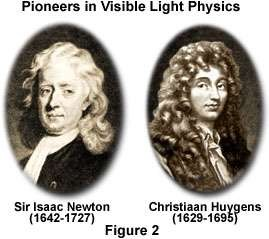 Pioneers in Visible Light Physics
Sir Isaac Newton
(1642-1727)
Christiaan Huygens
(1629-1695)
Figure 2